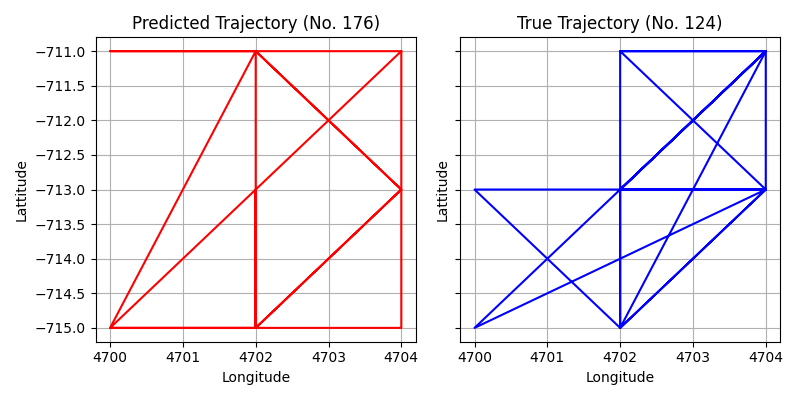 Predicted Trajectory (No. 176)
−711.0
−711.5
−712.0
−712.5
−713.0
−713.5
−714.0
−714.5
−715.0
Lattitude
4700 4701 4702 4703 4704
Longitude
True Trajectory (No. 124)
Lattitude
4700 4701 4702 4703 4704
Longitude